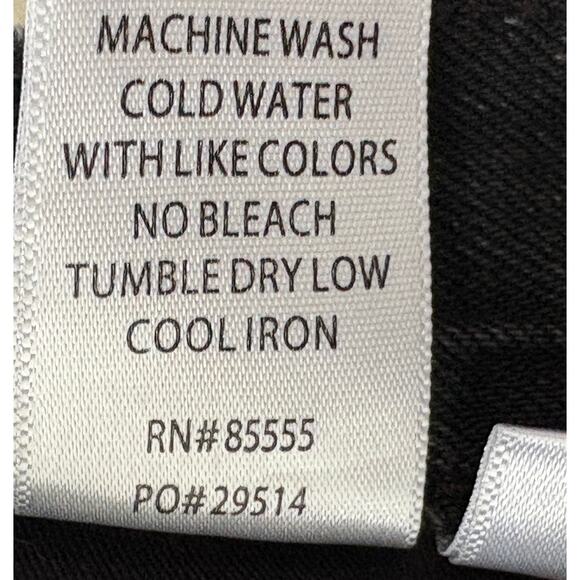 MACHINE WASH
COLD WATER
WITH LIKE COLORS
NO BLEACH
TUMBLE DRY LOW
COOL IRON
RN# 85555
PO# 29514